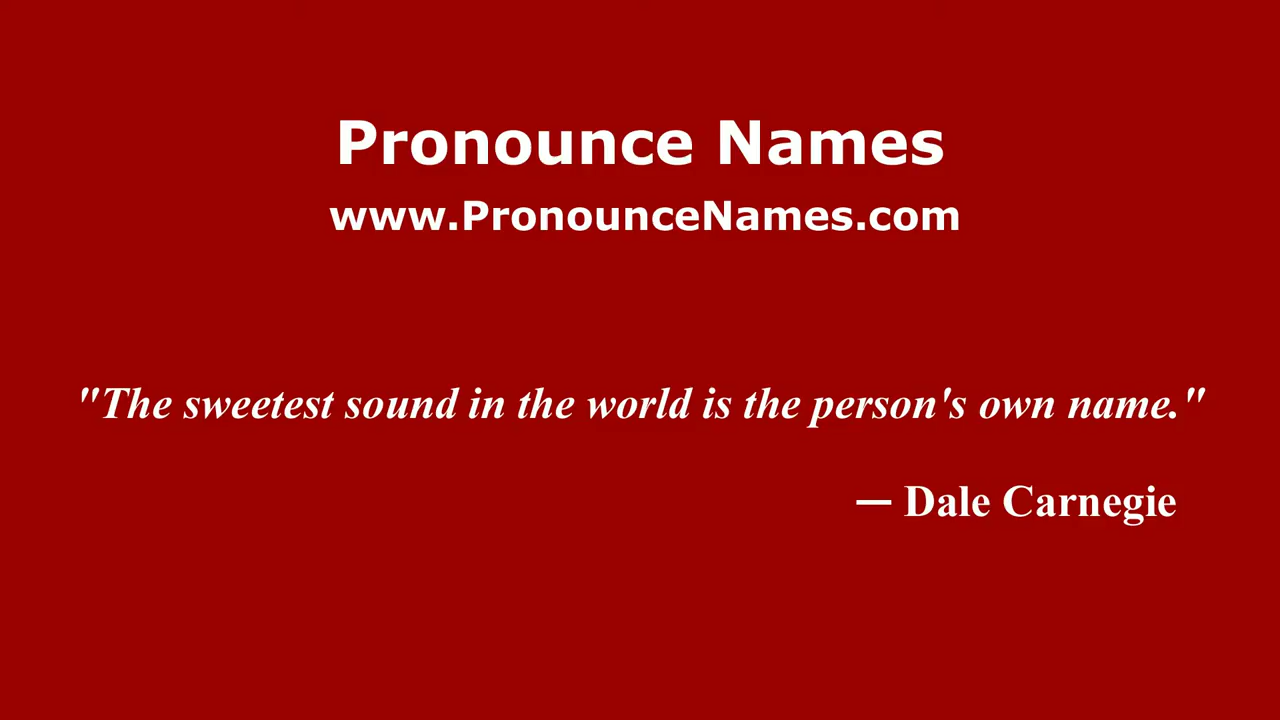 Pronounce Names
www.PronounceNames.com
"The sweetest sound in the world is the person's own name."
— Dale Carnegie